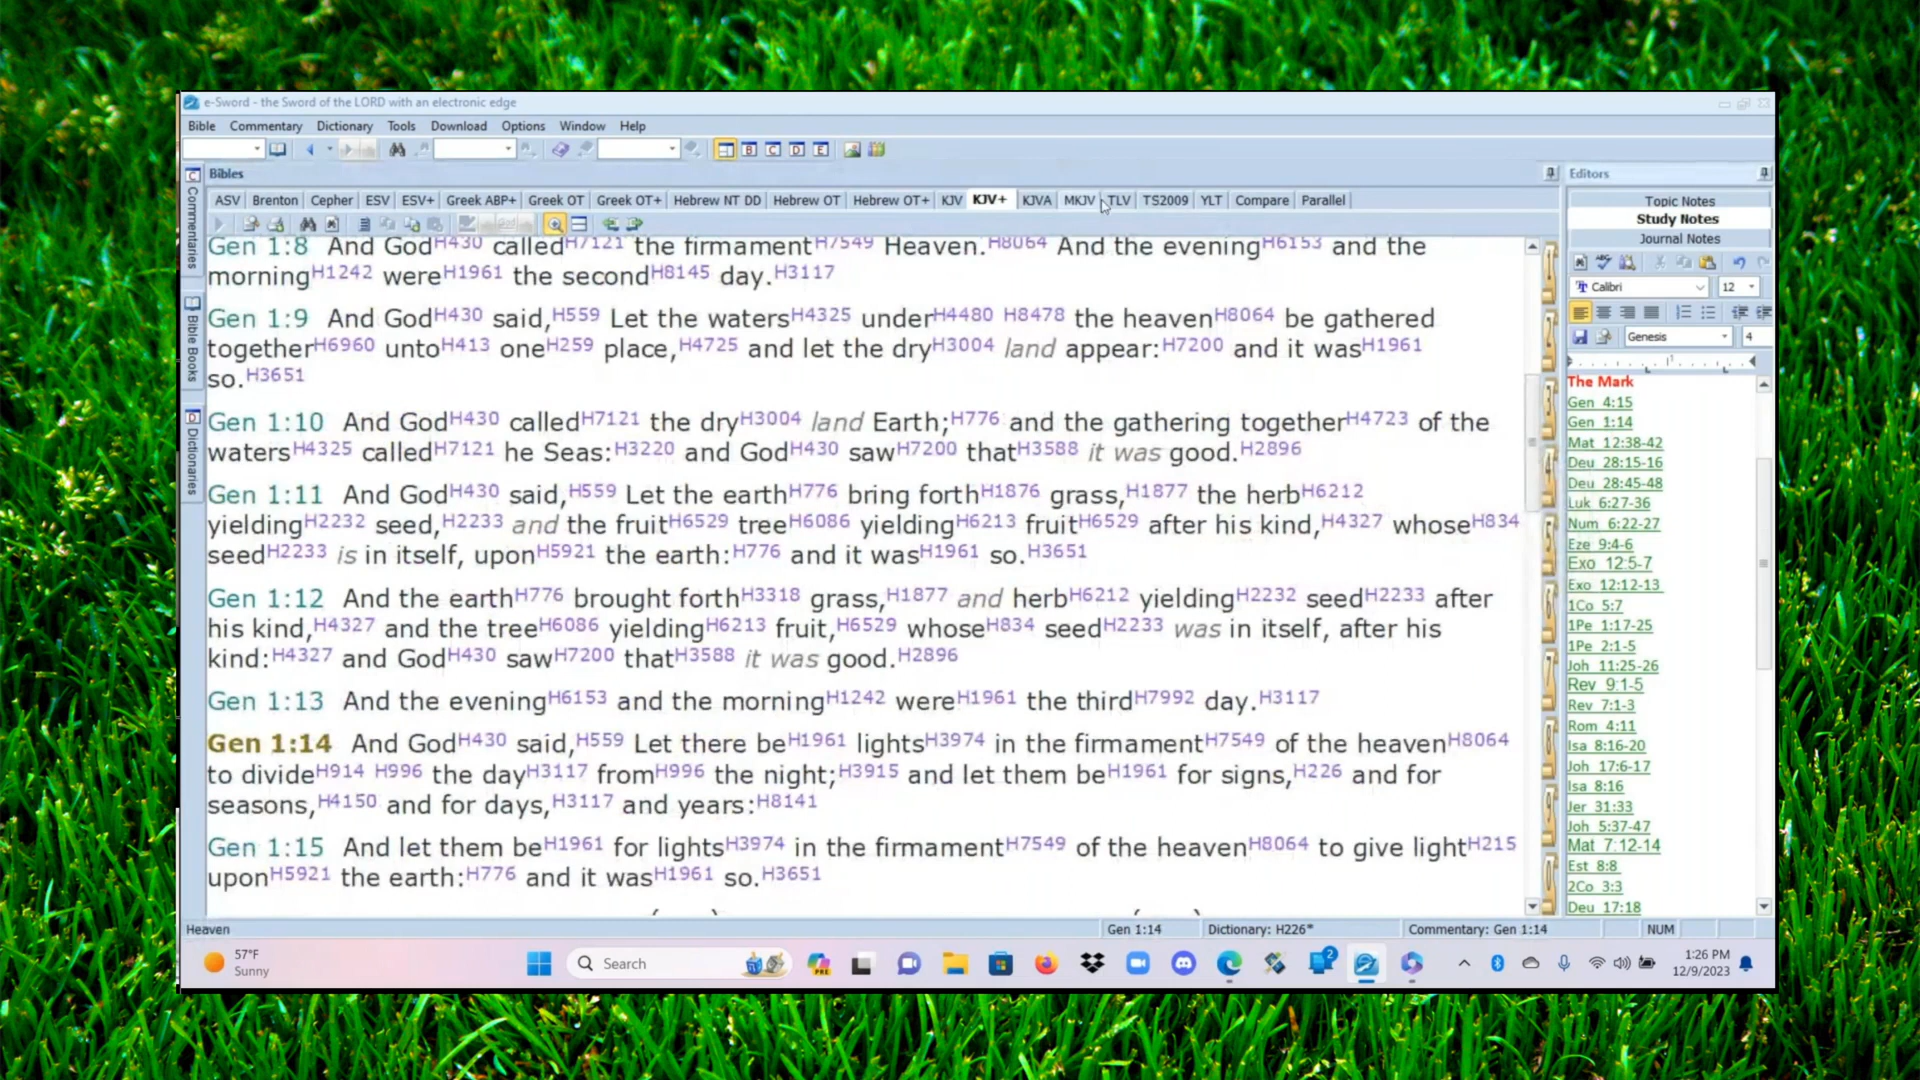 e-Sword - the Sword of the LORD with an electronic edge
Bible Commentary Dictionary Tools Download Options Window Help
B C D E
Bibles
ASV Brenton Cepher ESV ESV+ Greek ABP+ Greek OT Greek OT+ Hebrew NT DD Hebrew OT Hebrew OT+ KJV KJV+ KJVA MKJV TLV TS2009 YLT Compare Parallel
Commentaries
Bible Books
Dictionaries
Gen 1:8 And GodH430 calledH7121 the firmamentH7549 Heaven.H8064 And the eveningH6153 and the
morningH1242 wereH1961 the secondH8145 day.H3117
Gen 1:9 And GodH430 said,H559 Let the watersH4325 underH4480 H8478 the heavenH8064 be gathered
togetherH6960 untoH413 oneH259 place,H4725 and let the dryH3004 land appear:H7200 and it wasH1961
so.H3651
Gen 1:10 And GodH430 calledH7121 the dryH3004 land Earth;H776 and the gathering togetherH4723 of the
watersH4325 calledH7121 he Seas:H3220 and GodH430 sawH7200 thatH3588 it was good.H2896
Gen 1:11 And GodH430 said,H559 Let the earthH776 bring forthH1876 grass,H1877 the herbH6212
yieldingH2232 seed,H2233 and the fruitH6529 treeH6086 yieldingH6213 fruitH6529 after his kind,H4327 whoseH834
seedH2233 is in itself, uponH5921 the earth:H776 and it wasH1961 so.H3651
Gen 1:12 And the earthH776 brought forthH3318 grass,H1877 and herbH6212 yieldingH2232 seedH2233 after
his kind,H4327 and the treeH6086 yieldingH6213 fruit,H6529 whoseH834 seedH2233 was in itself, after his
kind:H4327 and GodH430 sawH7200 thatH3588 it was good.H2896
Gen 1:13 And the eveningH6153 and the morningH1242 wereH1961 the thirdH7992 day.H3117
Gen 1:14 And GodH430 said,H559 Let there beH1961 lightsH3974 in the firmamentH7549 of the heavenH8064
to divideH914 H996 the dayH3117 fromH996 the night;H3915 and let them beH1961 for signs,H226 and for
seasons,H4150 and for days,H3117 and years:H8141
Gen 1:15 And let them beH1961 for lightsH3974 in the firmamentH7549 of the heavenH8064 to give lightH215
uponH5921 the earth:H776 and it wasH1961 so.H3651
1
2
3
4
5
6
7
8
9
0
Editors
Topic Notes
Study Notes
Journal Notes
Calibri 12
Genesis 4
The Mark
Gen 4:15
Gen 1:14
Mat 12:38-42
Deu 28:15-16
Deu 28:45-48
Luk 6:27-36
Num 6:22-27
Eze 9:4-6
Exo 12:5-7
Exo 12:12-13
1Co 5:7
1Pe 1:17-25
1Pe 2:1-5
Joh 11:25-26
Rev 9:1-5
Rev 7:1-3
Rom 4:11
Isa 8:16-20
Joh 17:6-17
Isa 8:16
Jer 31:33
Joh 5:37-47
Mat 7:12-14
Est 8:8
2Co 3:3
Deu 17:18
Heaven Gen 1:14 Dictionary: H226* Commentary: Gen 1:14 NUM
57°F
Sunny
Search
PRE
2
1:26 PM
12/9/2023